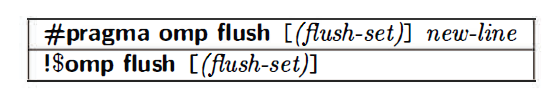 #pragma omp flush [(flush-set)] new-line
!$omp flush [(flush-set)]